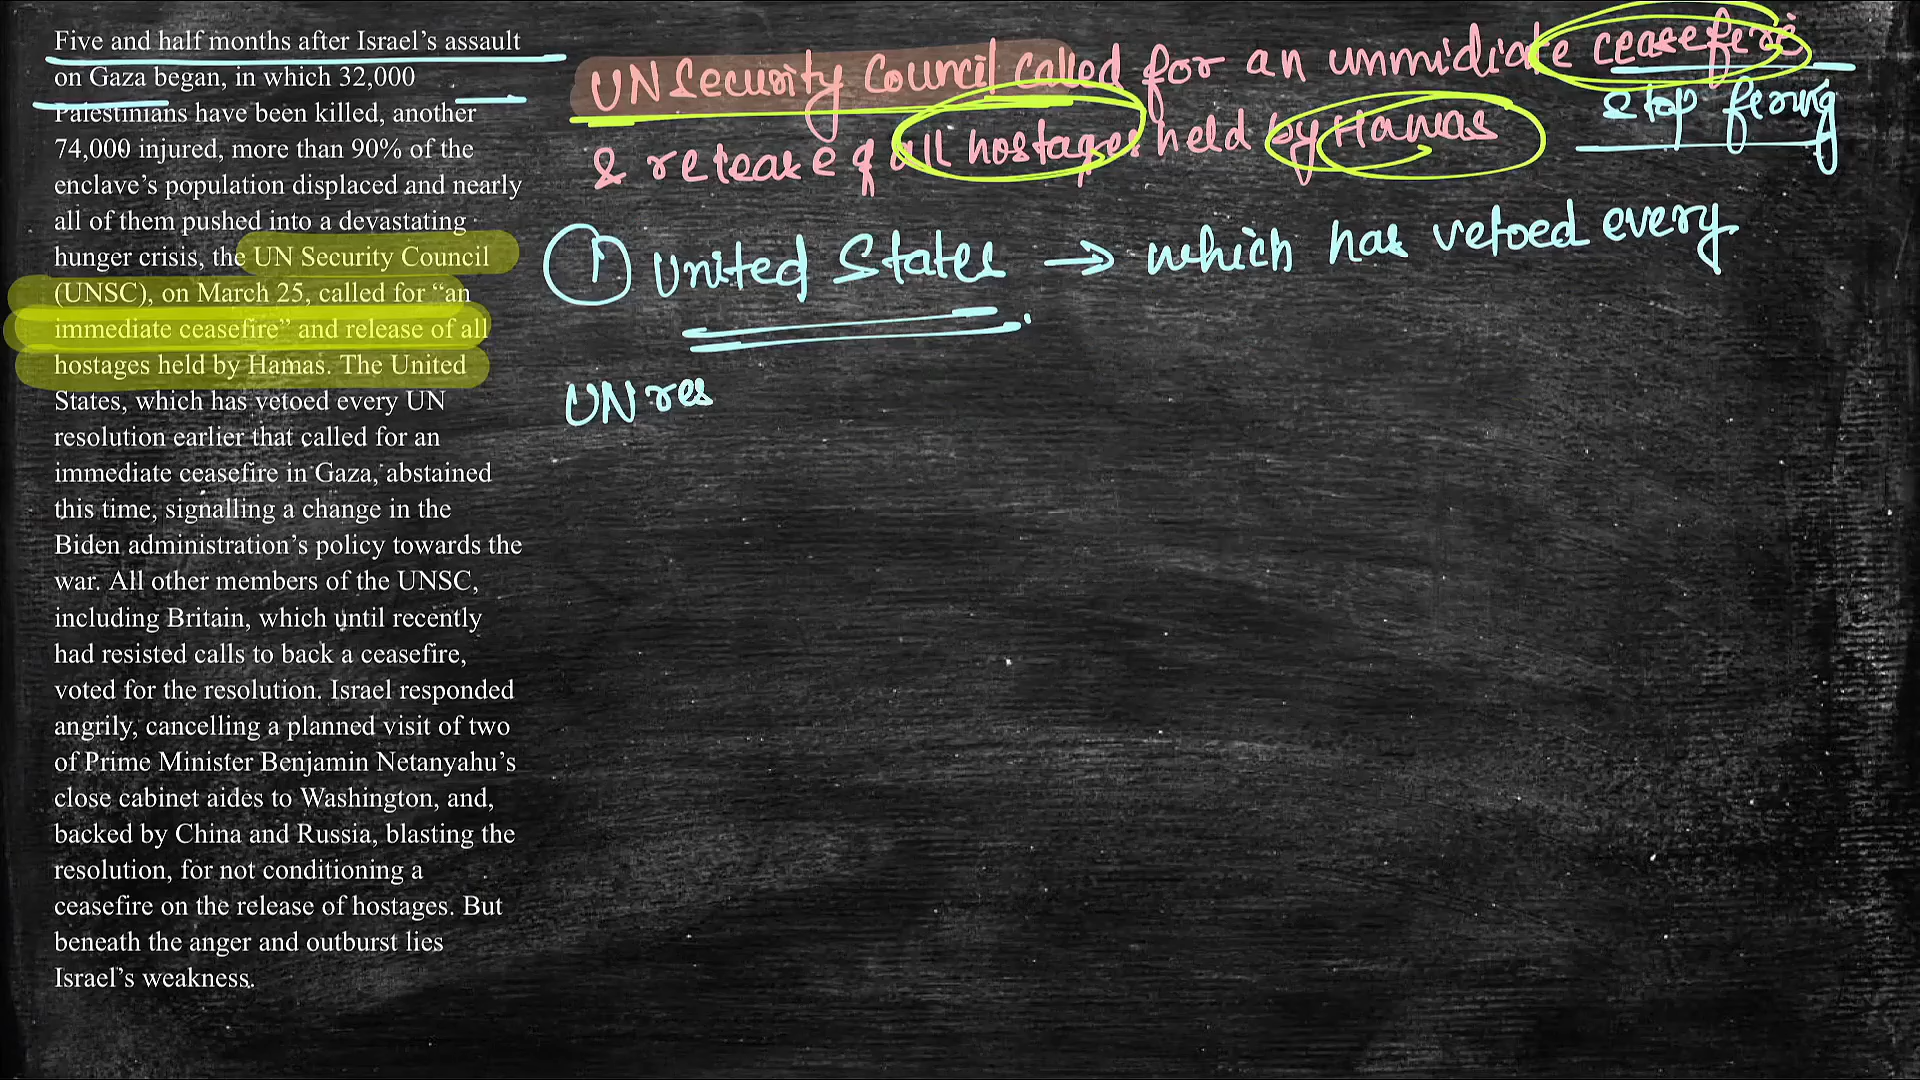 Five and half months after Israel’s assault
on Gaza began, in which 32,000
Palestinians have been killed, another
74,000 injured, more than 90% of the
enclave’s population displaced and nearly
all of them pushed into a devastating
hunger crisis, the UN Security Council
(UNSC), on March 25, called for “an
immediate ceasefire” and release of all
hostages held by Hamas. The United
States, which has vetoed every UN
resolution earlier that called for an
immediate ceasefire in Gaza, abstained
this time, signalling a change in the
Biden administration’s policy towards the
war. All other members of the UNSC,
including Britain, which until recently
had resisted calls to back a ceasefire,
voted for the resolution. Israel responded
angrily, cancelling a planned visit of two
of Prime Minister Benjamin Netanyahu’s
close cabinet aides to Washington, and,
backed by China and Russia, blasting the
resolution, for not conditioning a
ceasefire on the release of hostages. But
beneath the anger and outburst lies
Israel’s weakness.
UN Security Council called for an unmidiate ceasefire
stop firing
& release of all hostages held by Hamas
1 United States → which has vetoed every
UN res